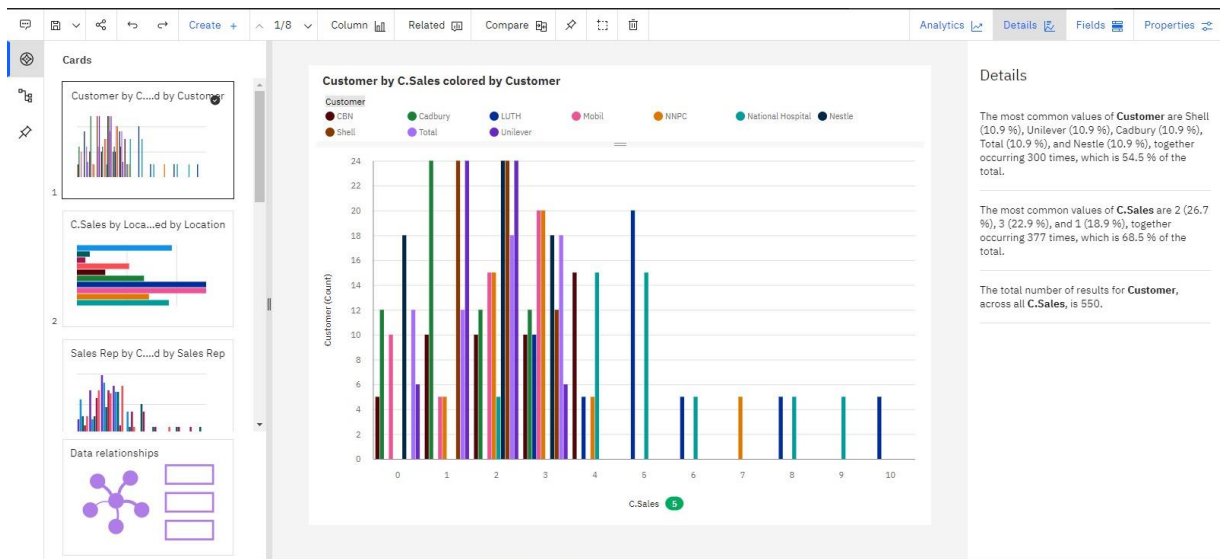 Create +
1/8
Column
Related
Compare
Analytics
Details
Fields
Properties
Cards
Customer by C....d by Customer
1
C.Sales by Loca...ed by Location
2
Sales Rep by C....d by Sales Rep
Data relationships
Customer by C.Sales colored by Customer
Customer
CBN Cadbury LUTH Mobil NNPC National Hospital Nestle
Shell Total Unilever
Customer (Count)
24
22
20
18
16
14
12
10
8
6
4
2
0
0 1 2 3 4 5 6 7 8 9 10
C.Sales 5
Details
The most common values of Customer are Shell
(10.9 %), Unilever (10.9 %), Cadbury (10.9 %),
Total (10.9 %), and Nestle (10.9 %), together
occurring 300 times, which is 54.5 % of the
total.
The most common values of C.Sales are 2 (26.7
%), 3 (22.9 %), and 1 (18.9 %), together
occurring 377 times, which is 68.5 % of the
total.
The total number of results for Customer,
across all C.Sales, is 550.